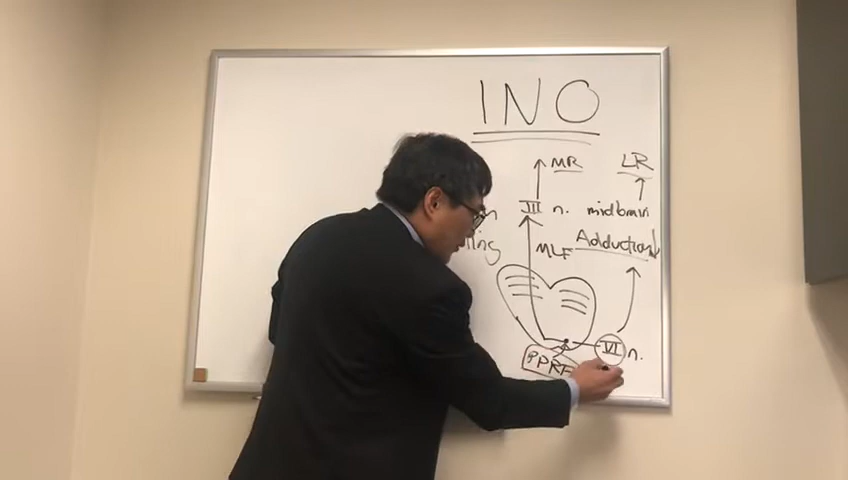 INO
MR LR
III n. midbrain
MLF Adduction↓
VI n.
PPRF